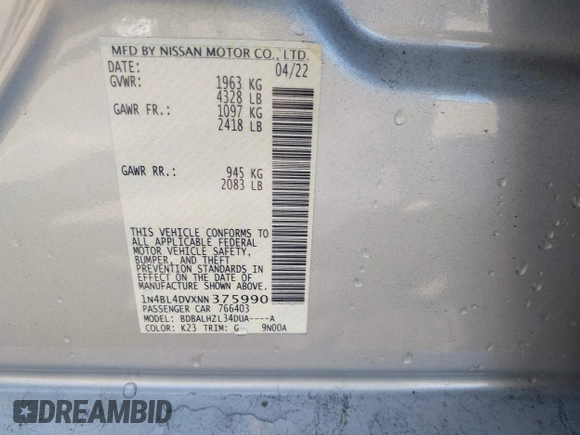 MFD BY NISSAN MOTOR CO., LTD.
DATE: 04/22
GVWR: 1963 KG
4328 LB
GAWR FR.: 1097 KG
2418 LB
GAWR RR.: 945 KG
2083 LB
THIS VEHICLE CONFORMS TO
ALL APPLICABLE FEDERAL
MOTOR VEHICLE SAFETY,
BUMPER, AND THEFT
PREVENTION STANDARDS IN
EFFECT ON THE DATE OF
MANUFACTURE SHOWN ABOVE.
1N4BL4DVXNN375990
PASSENGER CAR 766403
MODEL: BDBALHZL34DUA----A
COLOR: K23 TRIM: G 9N00A
DREAMBID